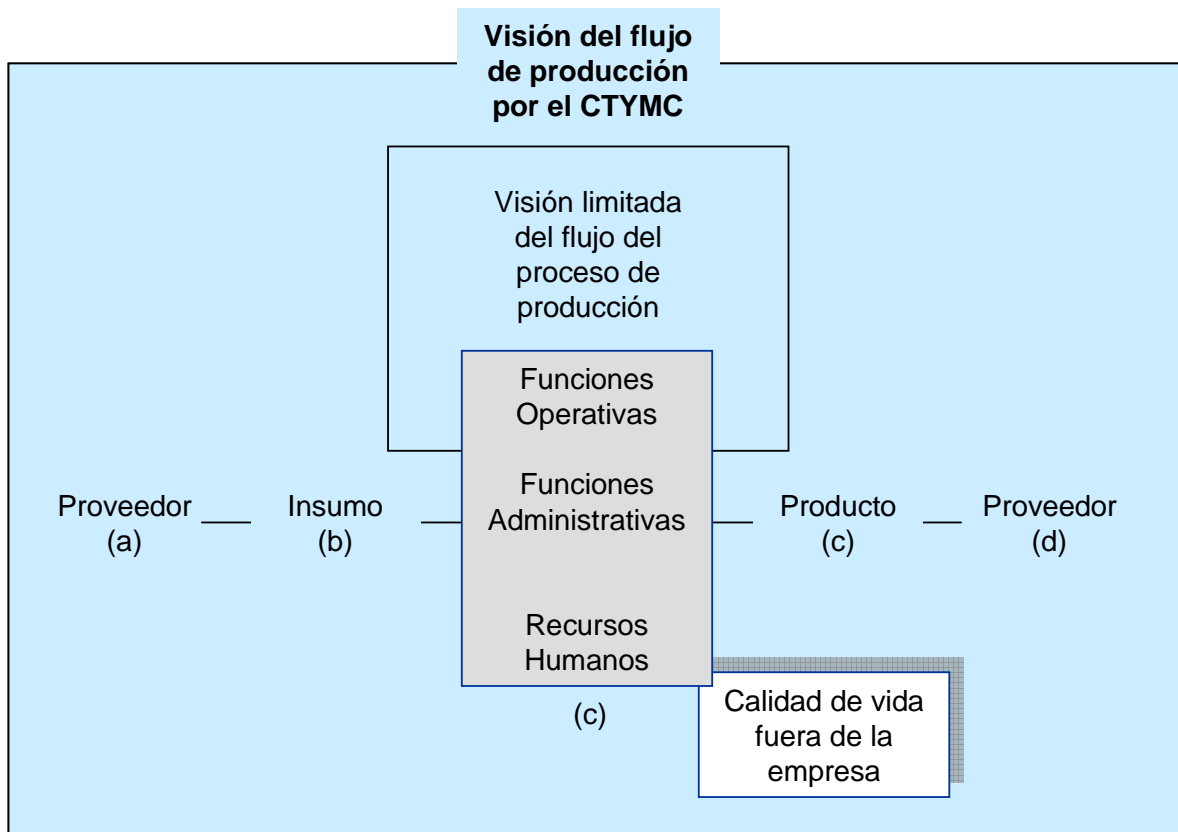 Visión del flujo
de producción
por el CTYMC
Visión limitada
del flujo del
proceso de
producción
Funciones
Operativas
Proveedor
(a)
Insumo
(b)
Funciones
Administrativas
Producto
(c)
Proveedor
(d)
Recursos
Humanos
(c)
Calidad de vida
fuera de la
empresa